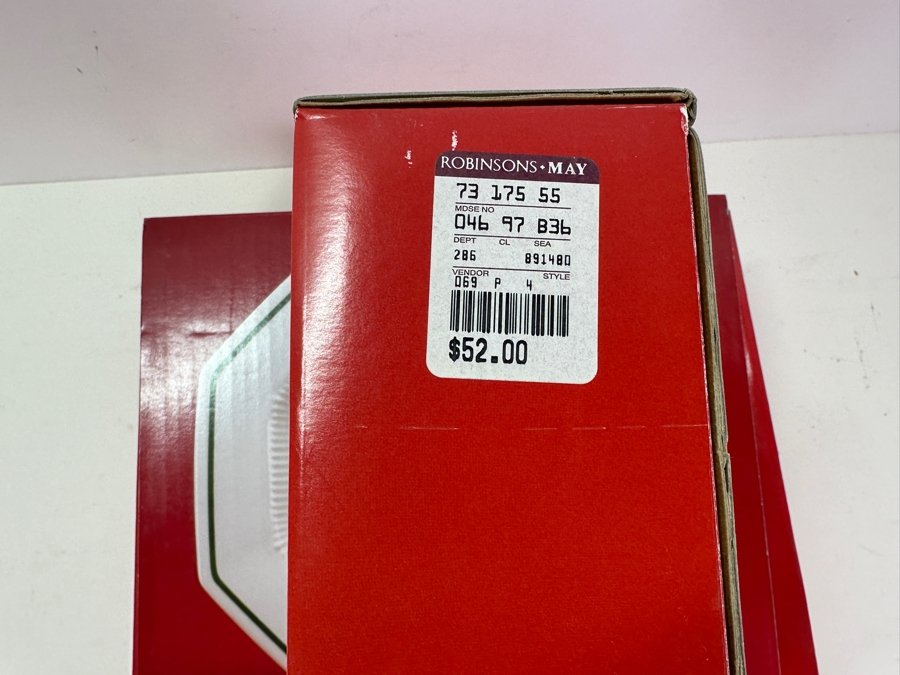 ROBINSONS·MAY
73 175 55
MDSE NO
046 97 B36
DEPT CL SEA
286 891480
VENDOR STYLE
069 P 4
$52.00